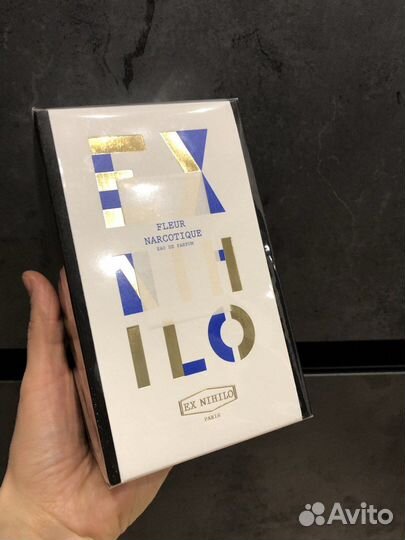 EX
FLEUR
NARCOTIQUE
EAU DE PARFUM
NIH
ILO
EX NIHILO
PARIS
Avito